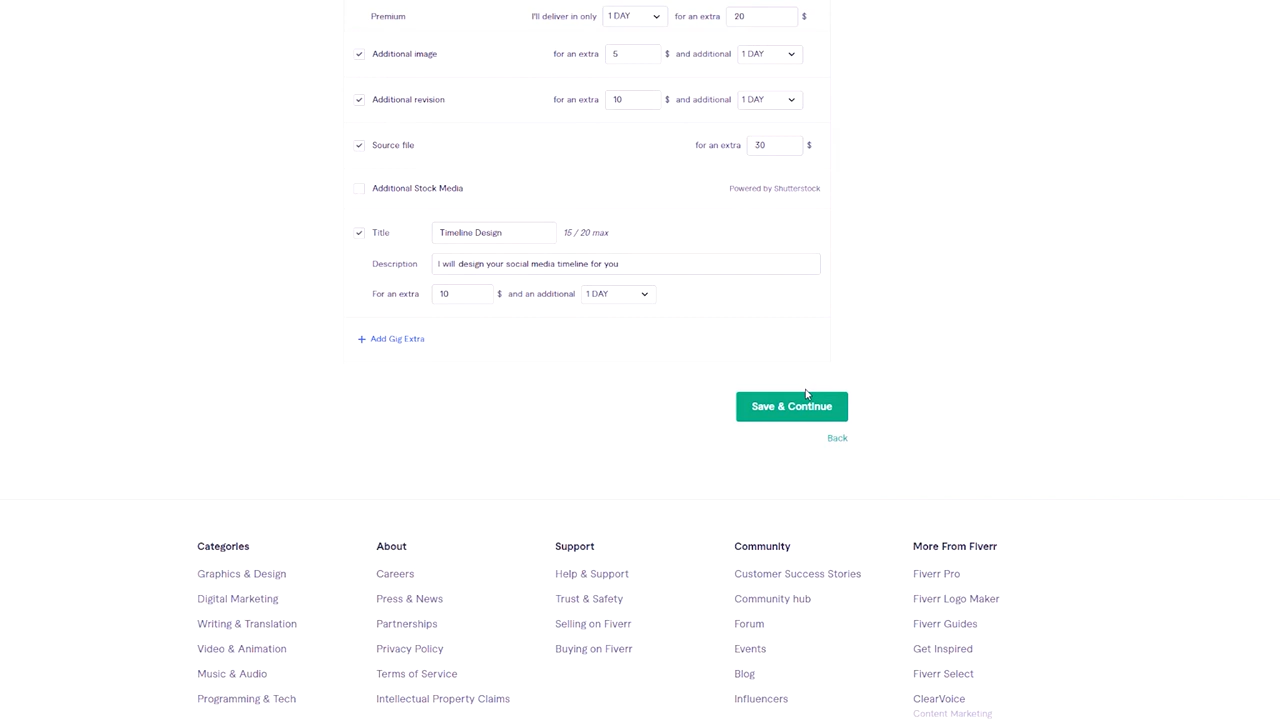 Premium I'll deliver in only 1 DAY for an extra 20 $
Additional image for an extra 5 $ and additional 1 DAY
Additional revision for an extra 10 $ and additional 1 DAY
Source file for an extra 30 $
Additional Stock Media Powered by Shutterstock
Title Timeline Design 15 / 20 max
Description I will design your social media timeline for you
For an extra 10 $ and an additional 1 DAY
+ Add Gig Extra
Save & Continue
Back
Categories About Support Community More From Fiverr
Graphics & Design Careers Help & Support Customer Success Stories Fiverr Pro
Digital Marketing Press & News Trust & Safety Community hub Fiverr Logo Maker
Writing & Translation Partnerships Selling on Fiverr Forum Fiverr Guides
Video & Animation Privacy Policy Buying on Fiverr Events Get Inspired
Music & Audio Terms of Service Blog Fiverr Select
Programming & Tech Intellectual Property Claims Influencers ClearVoice
Content Marketing